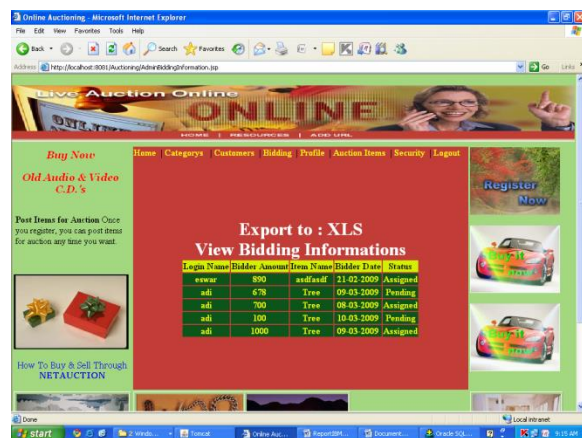 Online Auctioning - Microsoft Internet Explorer
File Edit View Favorites Tools Help
Back Search Favorites
Address http://localhost:8081/Auctioning/AdminBiddingInformation.jsp Go Links
Live Auction Online
ONLINE
HOME | RESOURCES | ADD URL
Buy Now
Old Audio & Video
C.D.'s
Post Items for Auction Once
you register, you can post items
for auction any time you want.
How To Buy & Sell Through
NETAUCTION
Home | Categorys | Customers | Bidding | Profile | Auction Items | Security | Logout
Export to : XLS
View Bidding Informations
Login Name Bidder Amount Item Name Bidder Date Status
eswar 890 asdfasdf 21-02-2009 Assigned
adi 678 Tree 09-03-2009 Pending
adi 700 Tree 08-03-2009 Assigned
adi 100 Tree 10-03-2009 Pending
adi 1000 Tree 09-03-2009 Assigned
Register
Now
Buy it
now
Buy it
now
Done Local intranet
start 2 Windo... Tomcat Online Auc... Document... Oracle SQL... 9:15 AM